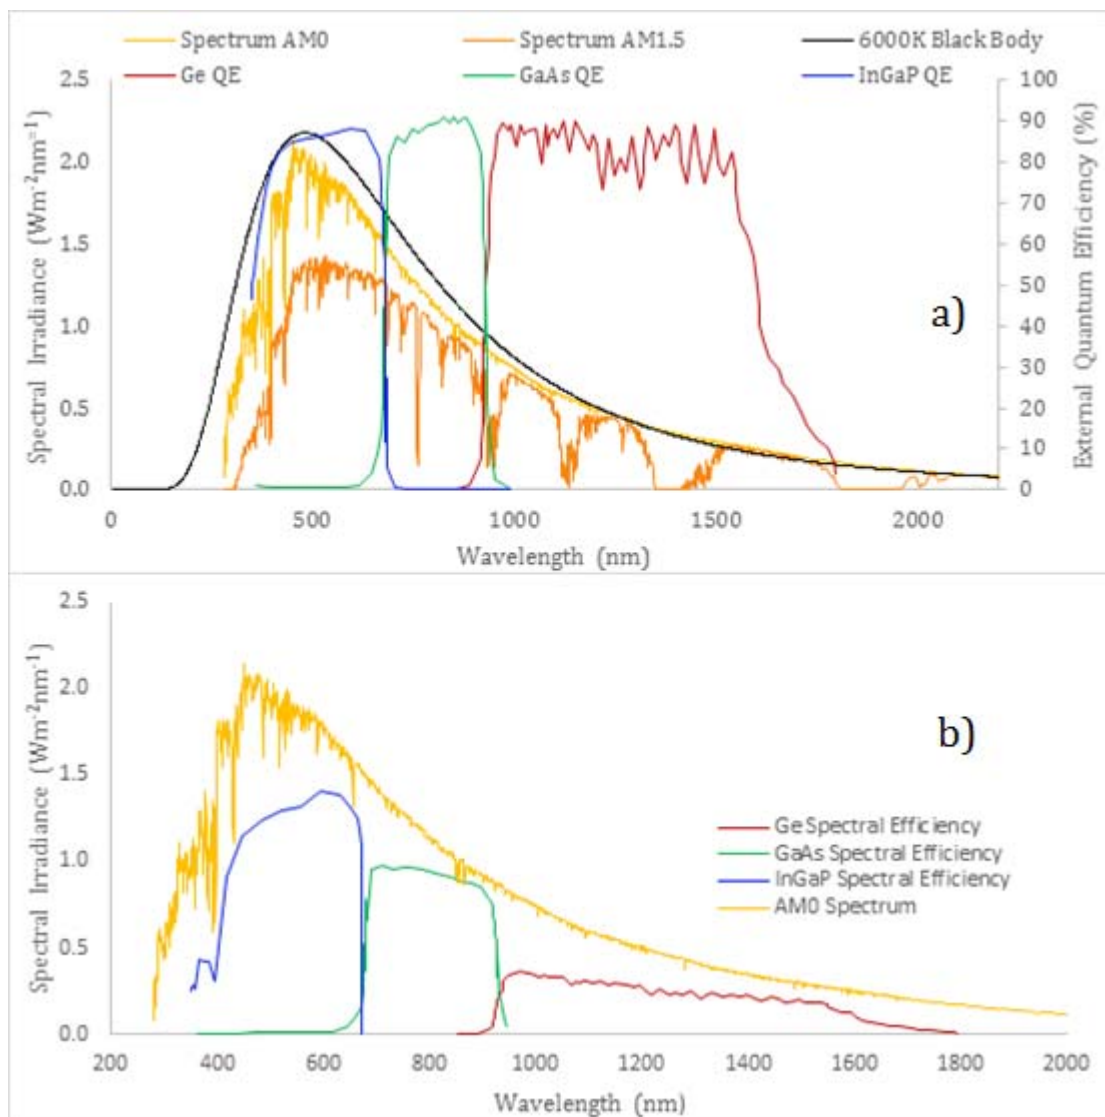 Spectrum AM0 Spectrum AM1.5 6000K Black Body
Ge QE GaAs QE InGaP QE
Spectral Irradiance (Wm-2nm=1)
2.5
2.0
1.5
1.0
0.5
0.0
100
90
80
70
60
50
40
30
20
10
0
External Quantum Efficiency (%)
a)
0 500 1000 1500 2000
Wavelength (nm)
Spectral Irradiance (Wm-2nm-1)
2.5
2.0
1.5
1.0
0.5
0.0
b)
Ge Spectral Efficiency
GaAs Spectral Efficiency
InGaP Spectral Efficiency
AM0 Spectrum
200 400 600 800 1000 1200 1400 1600 1800 2000
Wavelength (nm)